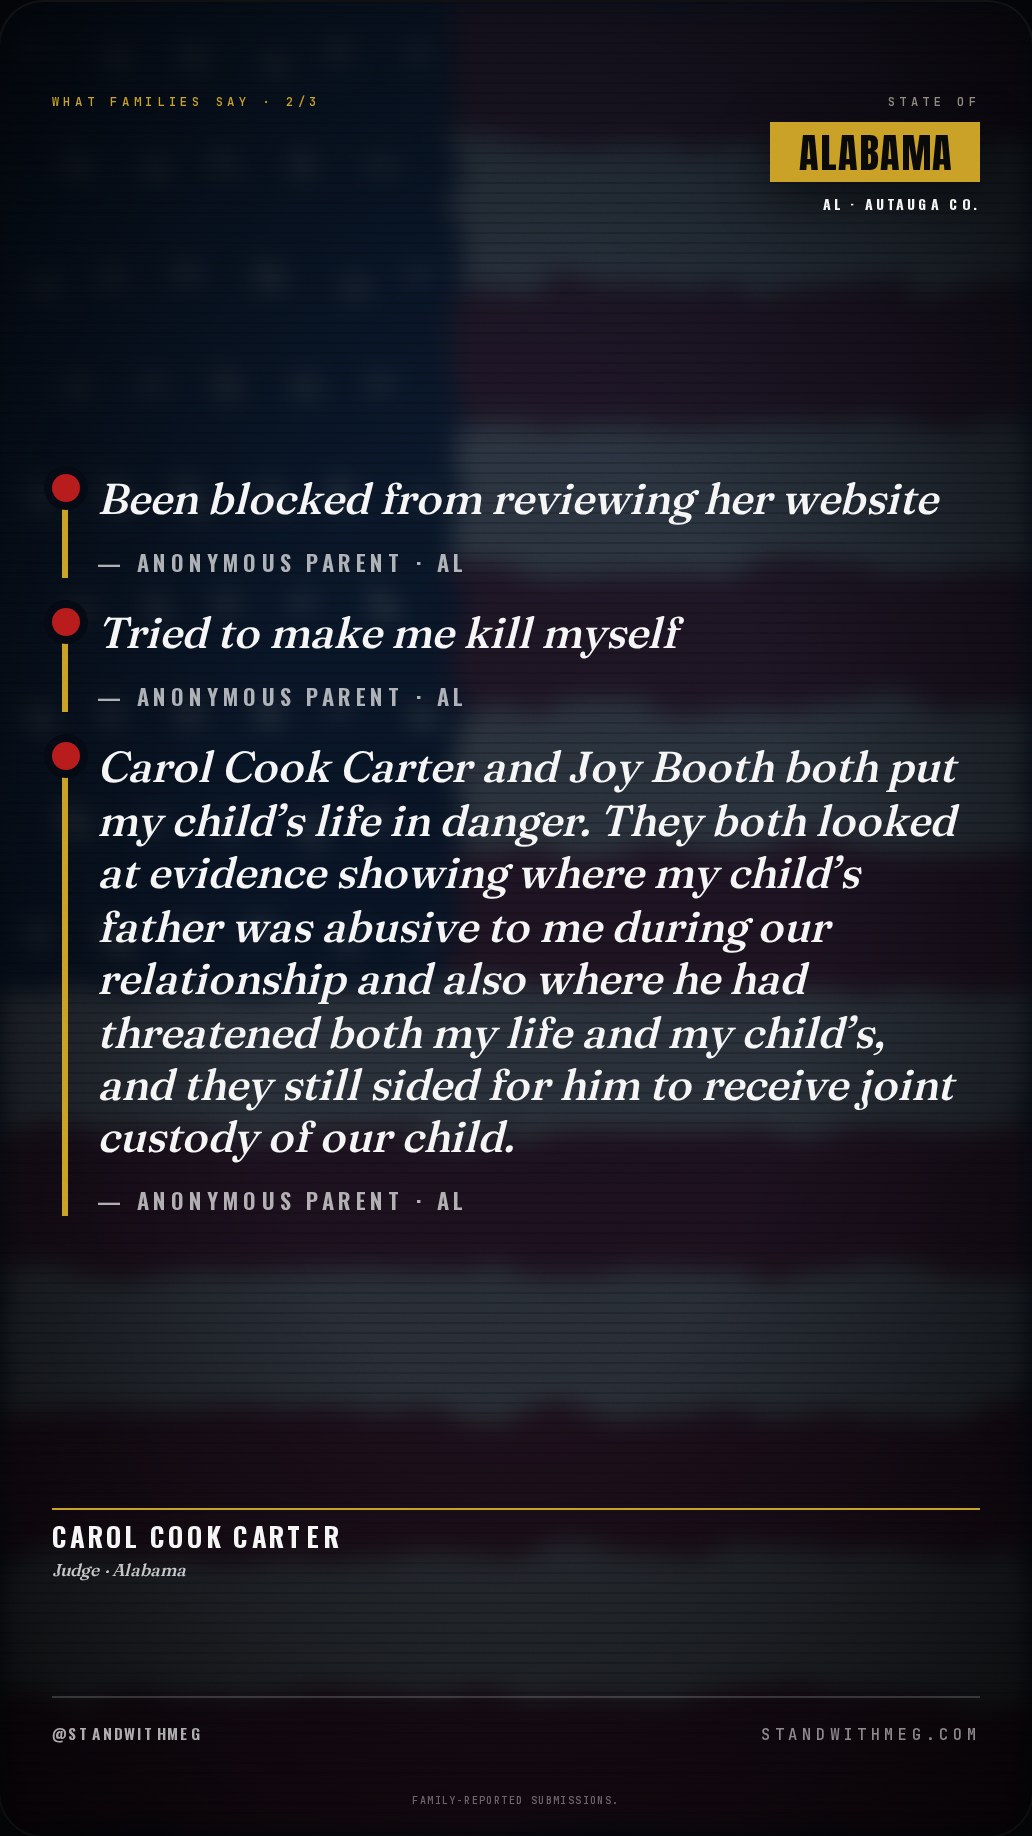 WHAT FAMILIES SAY · 2/3
STATE OF
ALABAMA
AL · AUTAUGA CO.
Been blocked from reviewing her website
— ANONYMOUS PARENT · AL
Tried to make me kill myself
— ANONYMOUS PARENT · AL
Carol Cook Carter and Joy Booth both put
my child’s life in danger. They both looked
at evidence showing where my child’s
father was abusive to me during our
relationship and also where he had
threatened both my life and my child’s,
and they still sided for him to receive joint
custody of our child.
— ANONYMOUS PARENT · AL
CAROL COOK CARTER
Judge · Alabama
@STANDWITHMEG
STANDWITHMEG.COM
FAMILY-REPORTED SUBMISSIONS.